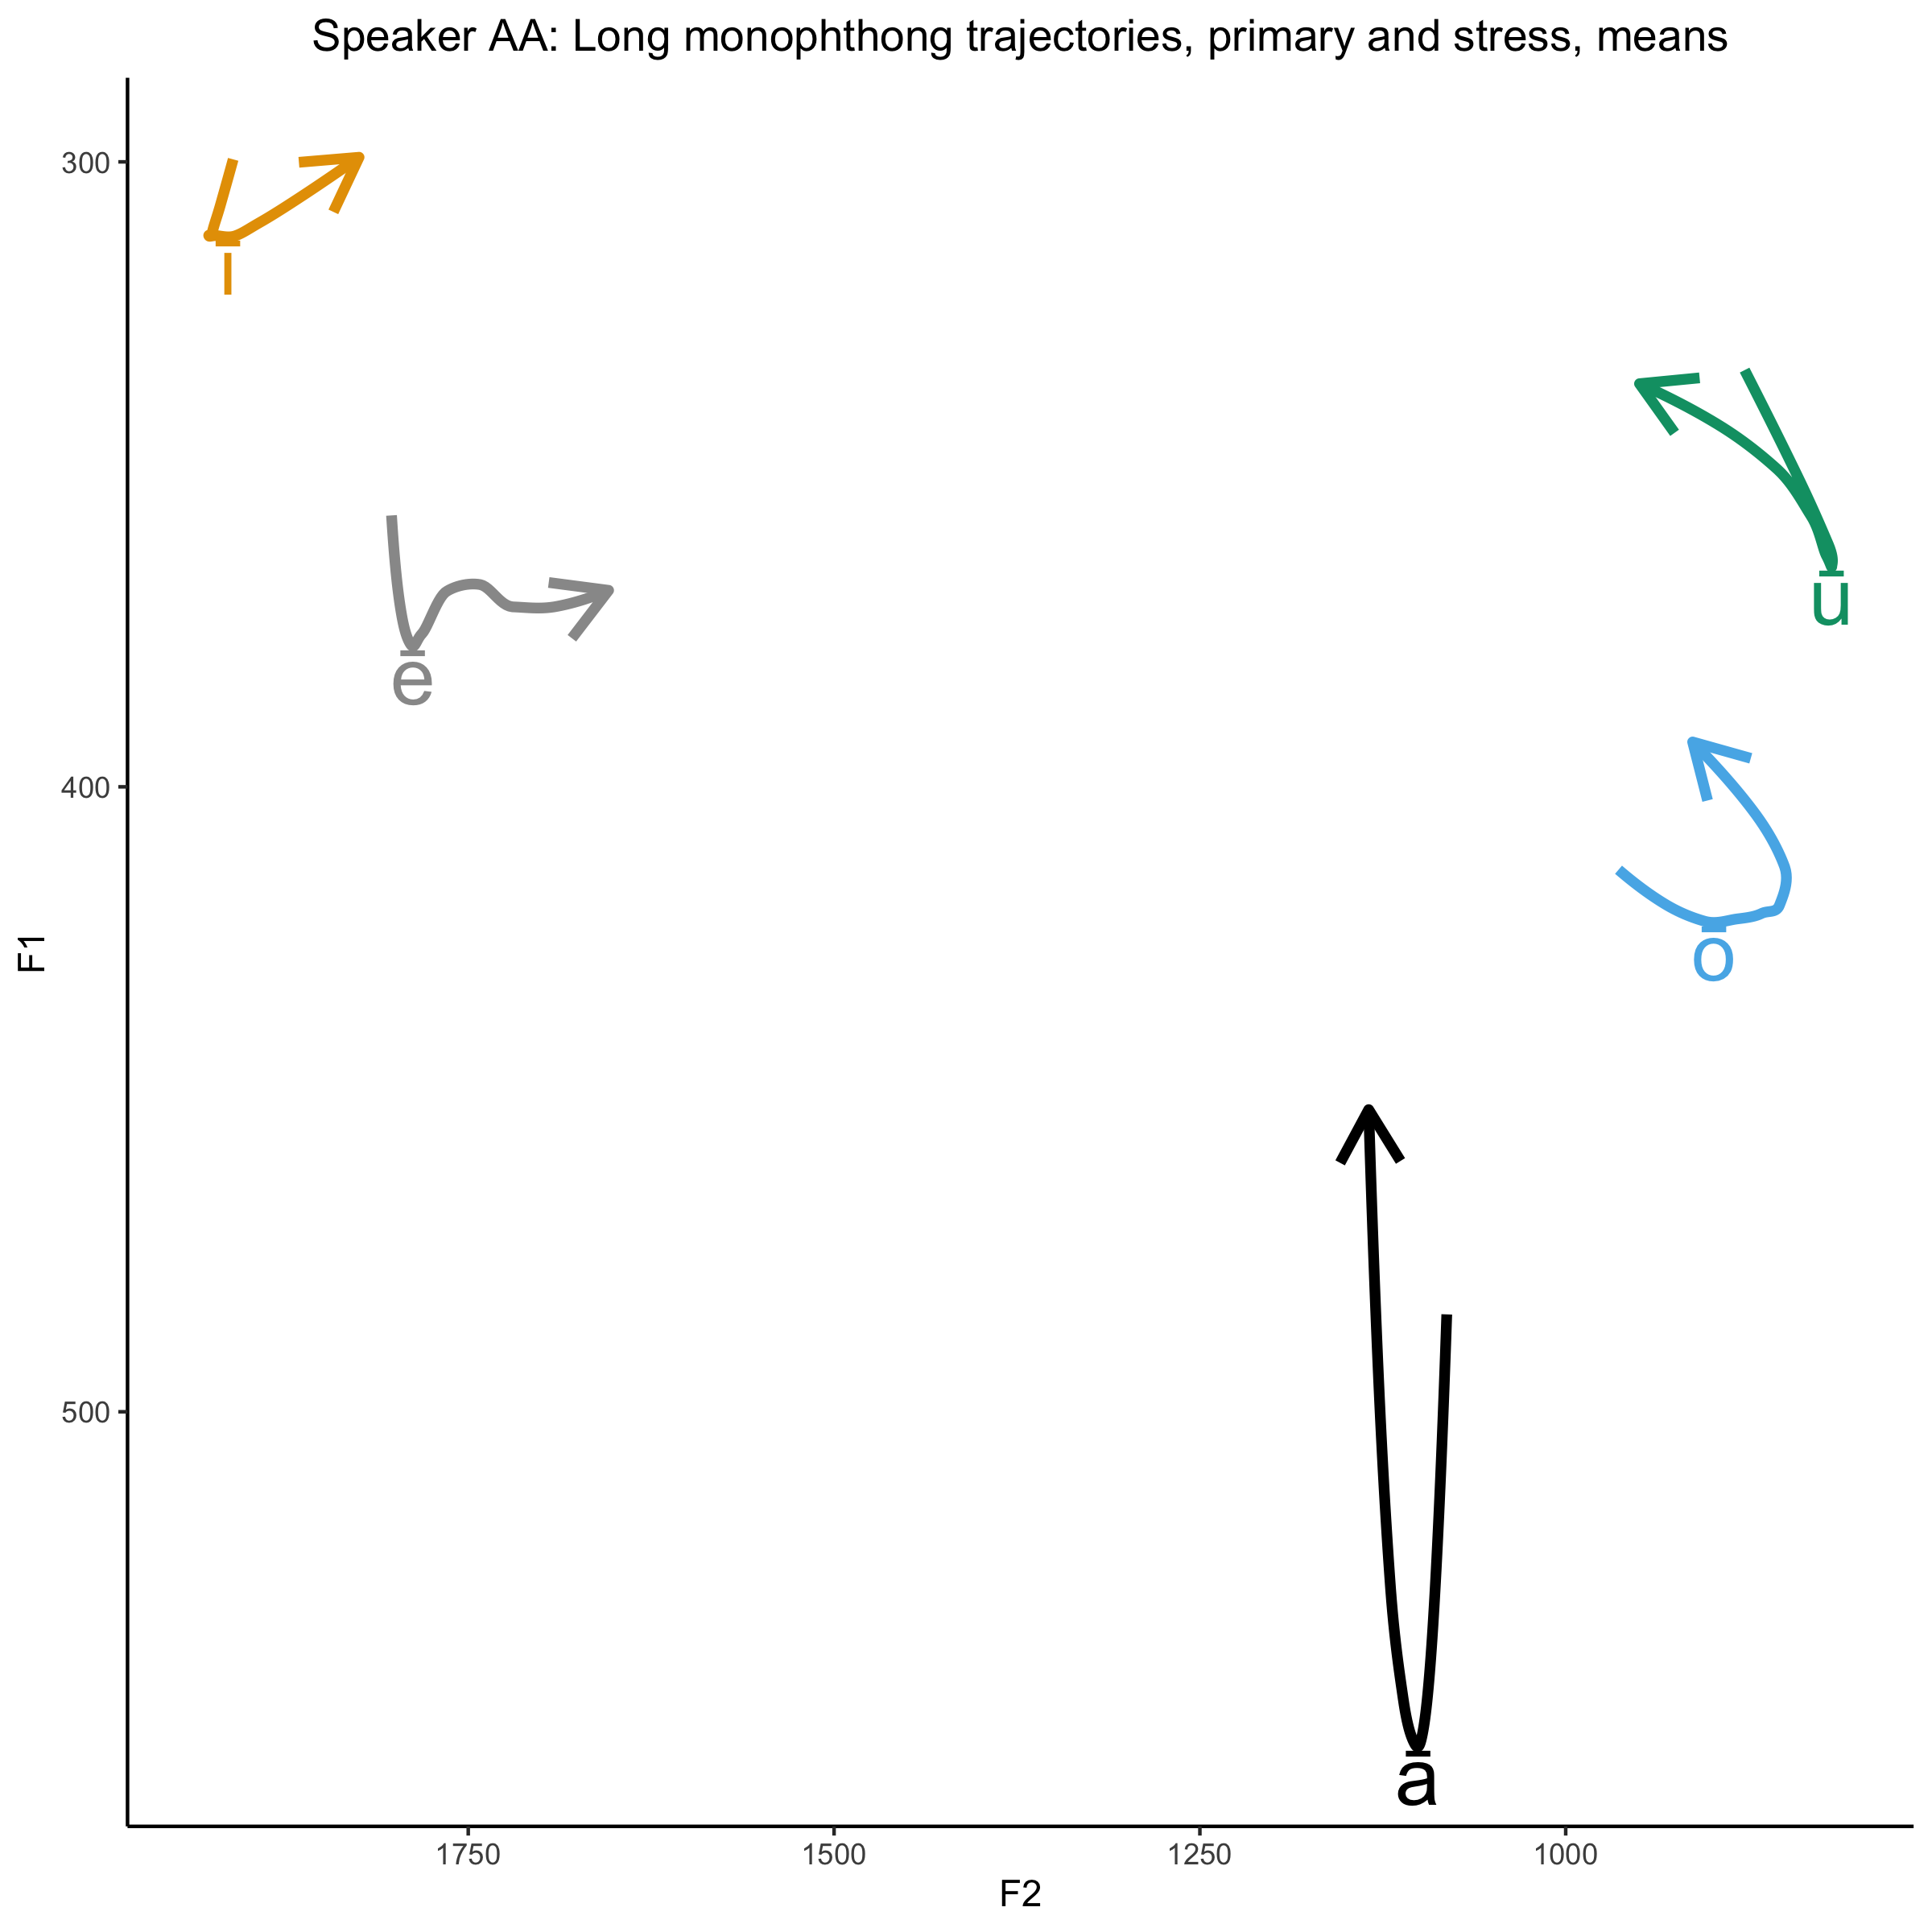 Speaker AA: Long monophthong trajectories, primary and stress, means
300
ī
u̅
e̅
400
o̅
F1
500
a̅
1750 1500 1250 1000
F2